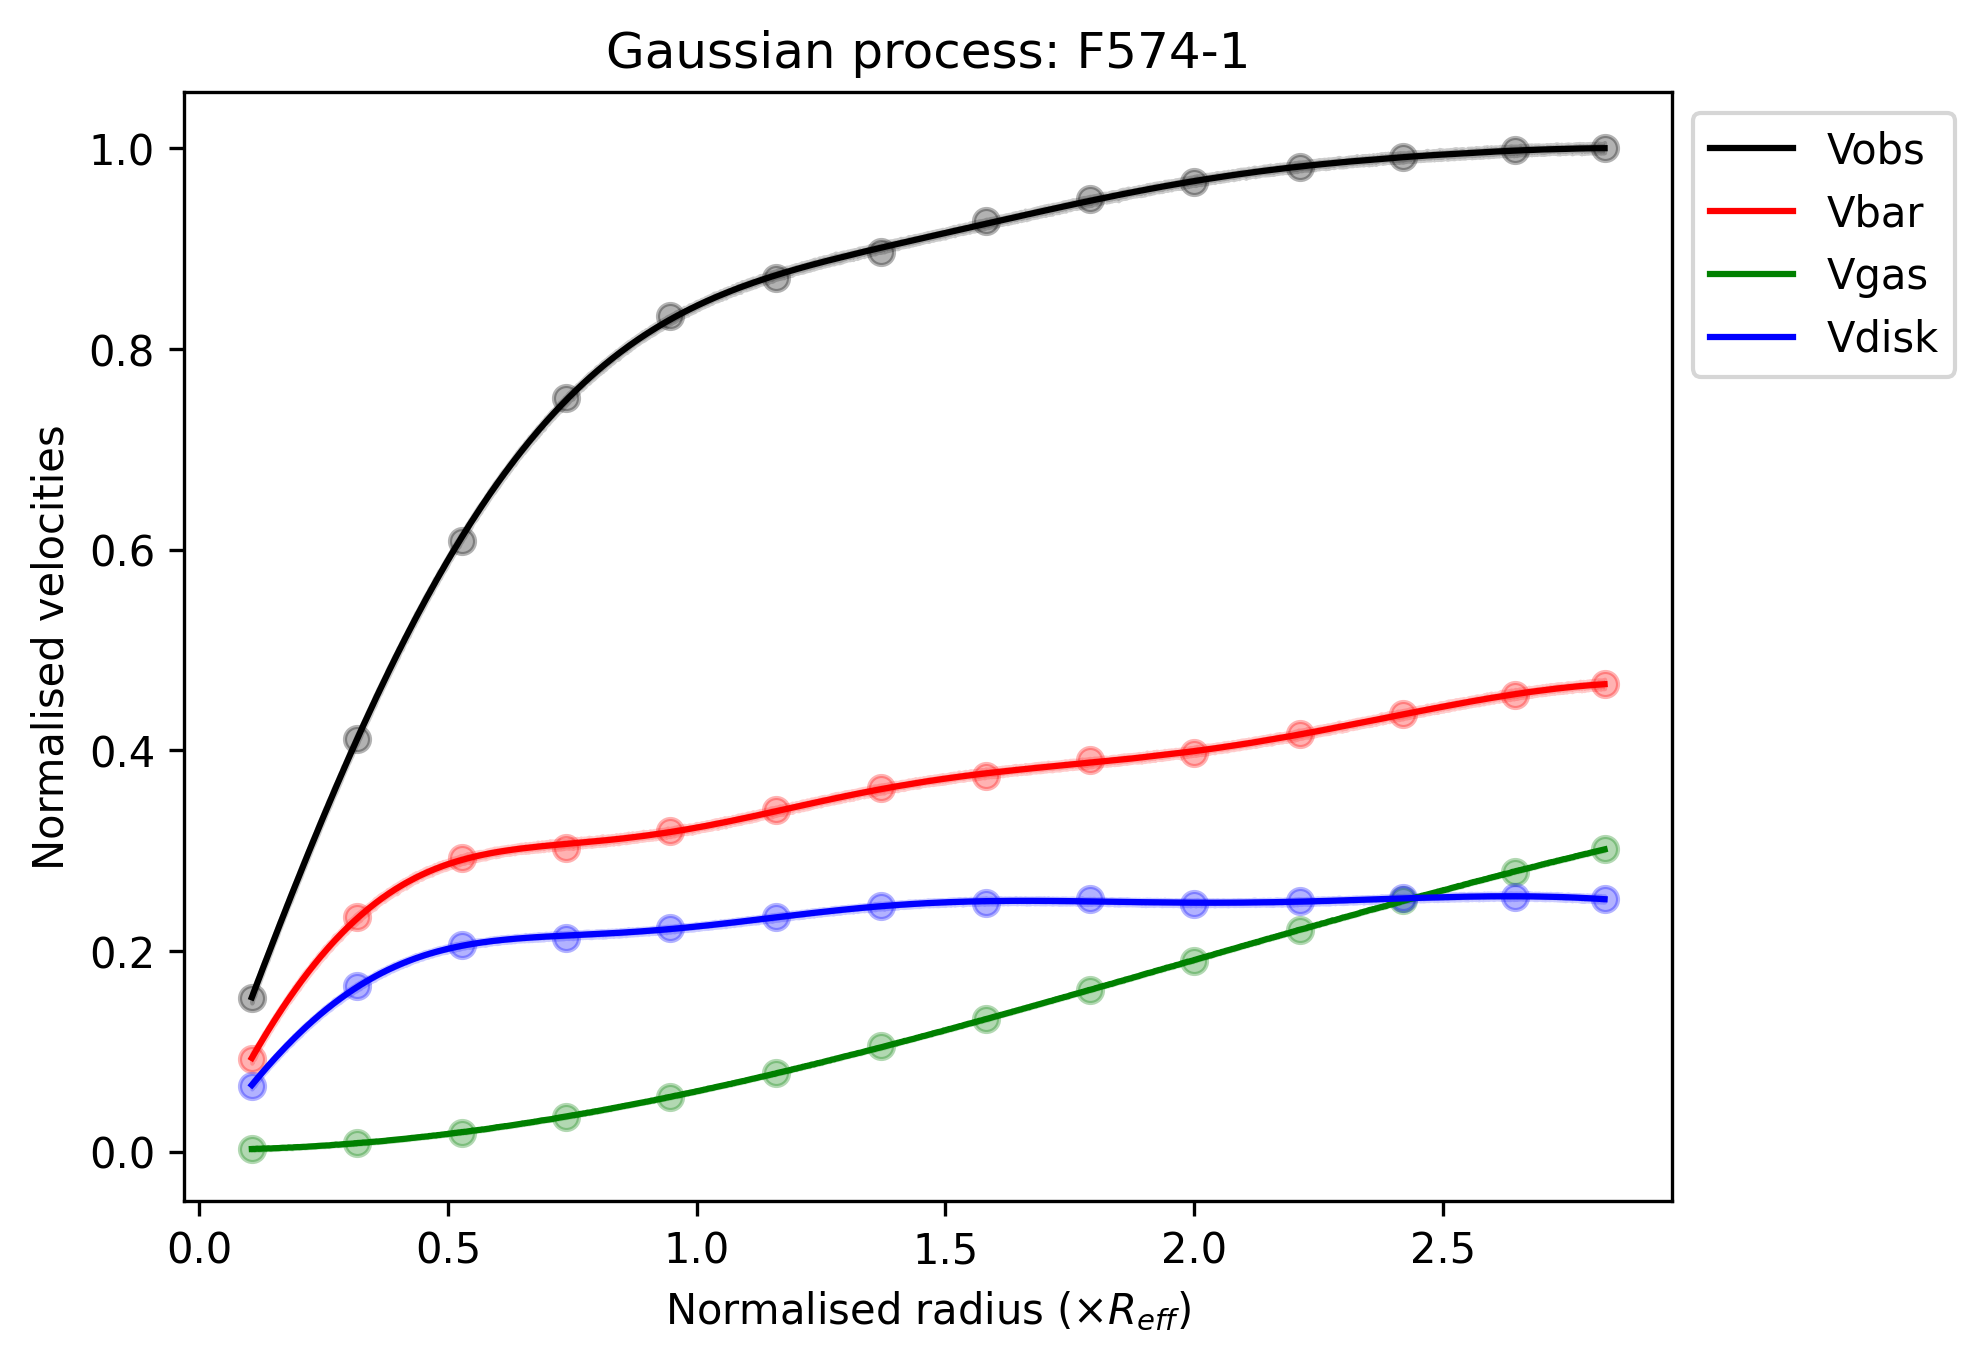 Gaussian process: F574-1
Normalised velocities
1.0
0.8
0.6
0.4
0.2
0.0
0.0 0.5 1.0 1.5 2.0 2.5
Normalised radius (×R_eff)
Vobs
Vbar
Vgas
Vdisk